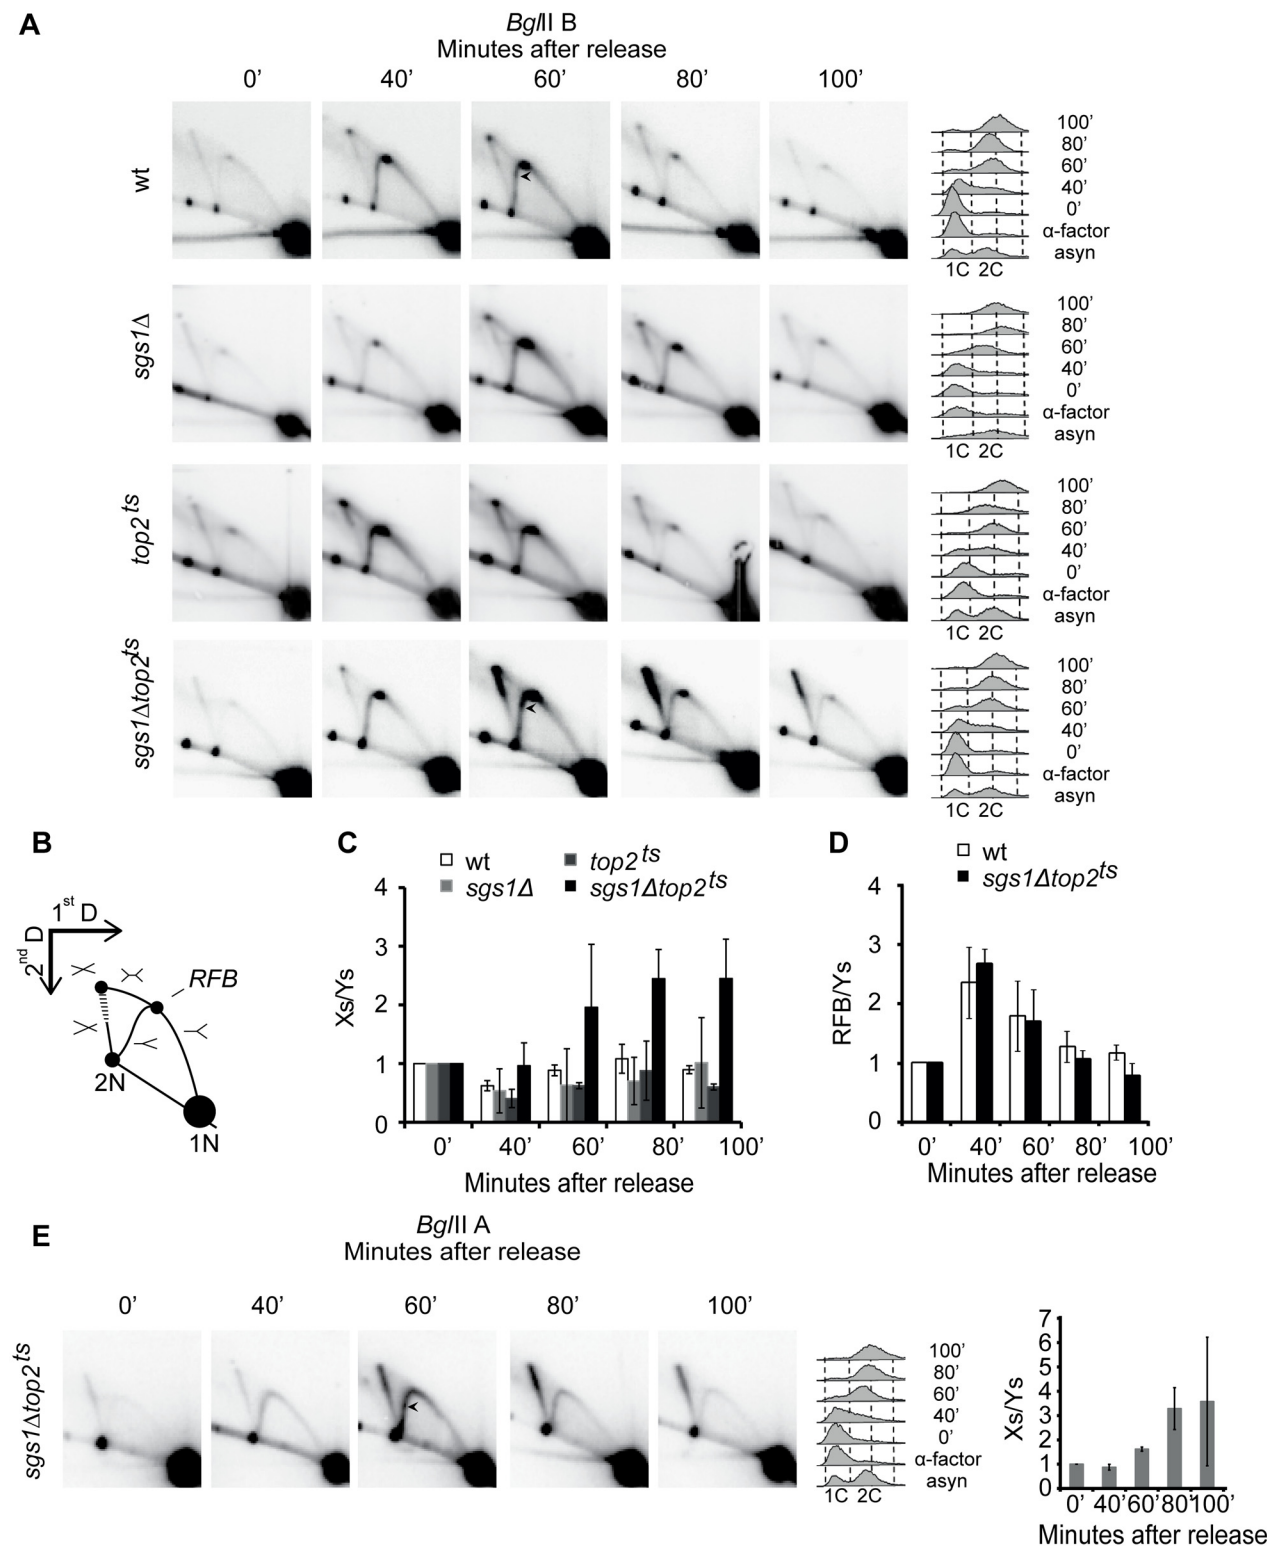 A
BglII B
Minutes after release
0’ 40’ 60’ 80’ 100’
wt
100’
80’
60’
40’
0’
α-factor
asyn
1C 2C
sgs1Δ
100’
80’
60’
40’
0’
α-factor
asyn
1C 2C
top2ts
100’
80’
60’
40’
0’
α-factor
asyn
1C 2C
sgs1Δtop2ts
100’
80’
60’
40’
0’
α-factor
asyn
1C 2C
B
1st D
2nd D
RFB
2N
1N
C
wt
sgs1Δ
top2ts
sgs1Δtop2ts
Xs/Ys
4
3
2
1
0
0’ 40’ 60’ 80’ 100’
Minutes after release
D
wt
sgs1Δtop2ts
RFB/Ys
4
3
2
1
0
0’ 40’ 60’ 80’ 100’
Minutes after release
E
BglII A
Minutes after release
0’ 40’ 60’ 80’ 100’
sgs1Δtop2ts
100’
80’
60’
40’
0’
α-factor
asyn
1C 2C
Xs/Ys
7
6
5
4
3
2
1
0
0’ 40’ 60’ 80’ 100’
Minutes after release